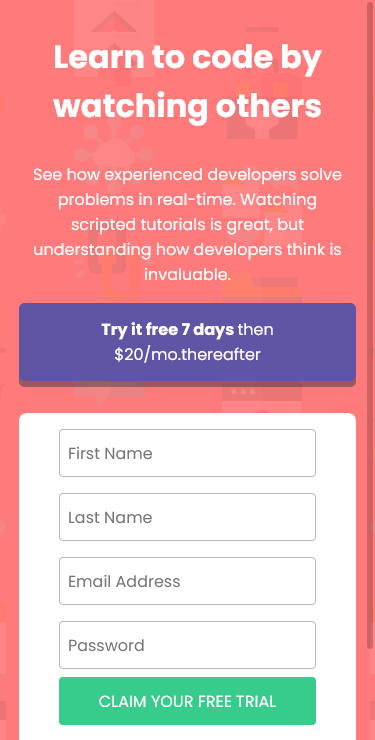 Learn to code by
watching others
See how experienced developers solve
problems in real-time. Watching
scripted tutorials is great, but
understanding how developers think is
invaluable.
Try it free 7 days then
$20/mo.thereafter
First Name
Last Name
Email Address
Password
CLAIM YOUR FREE TRIAL